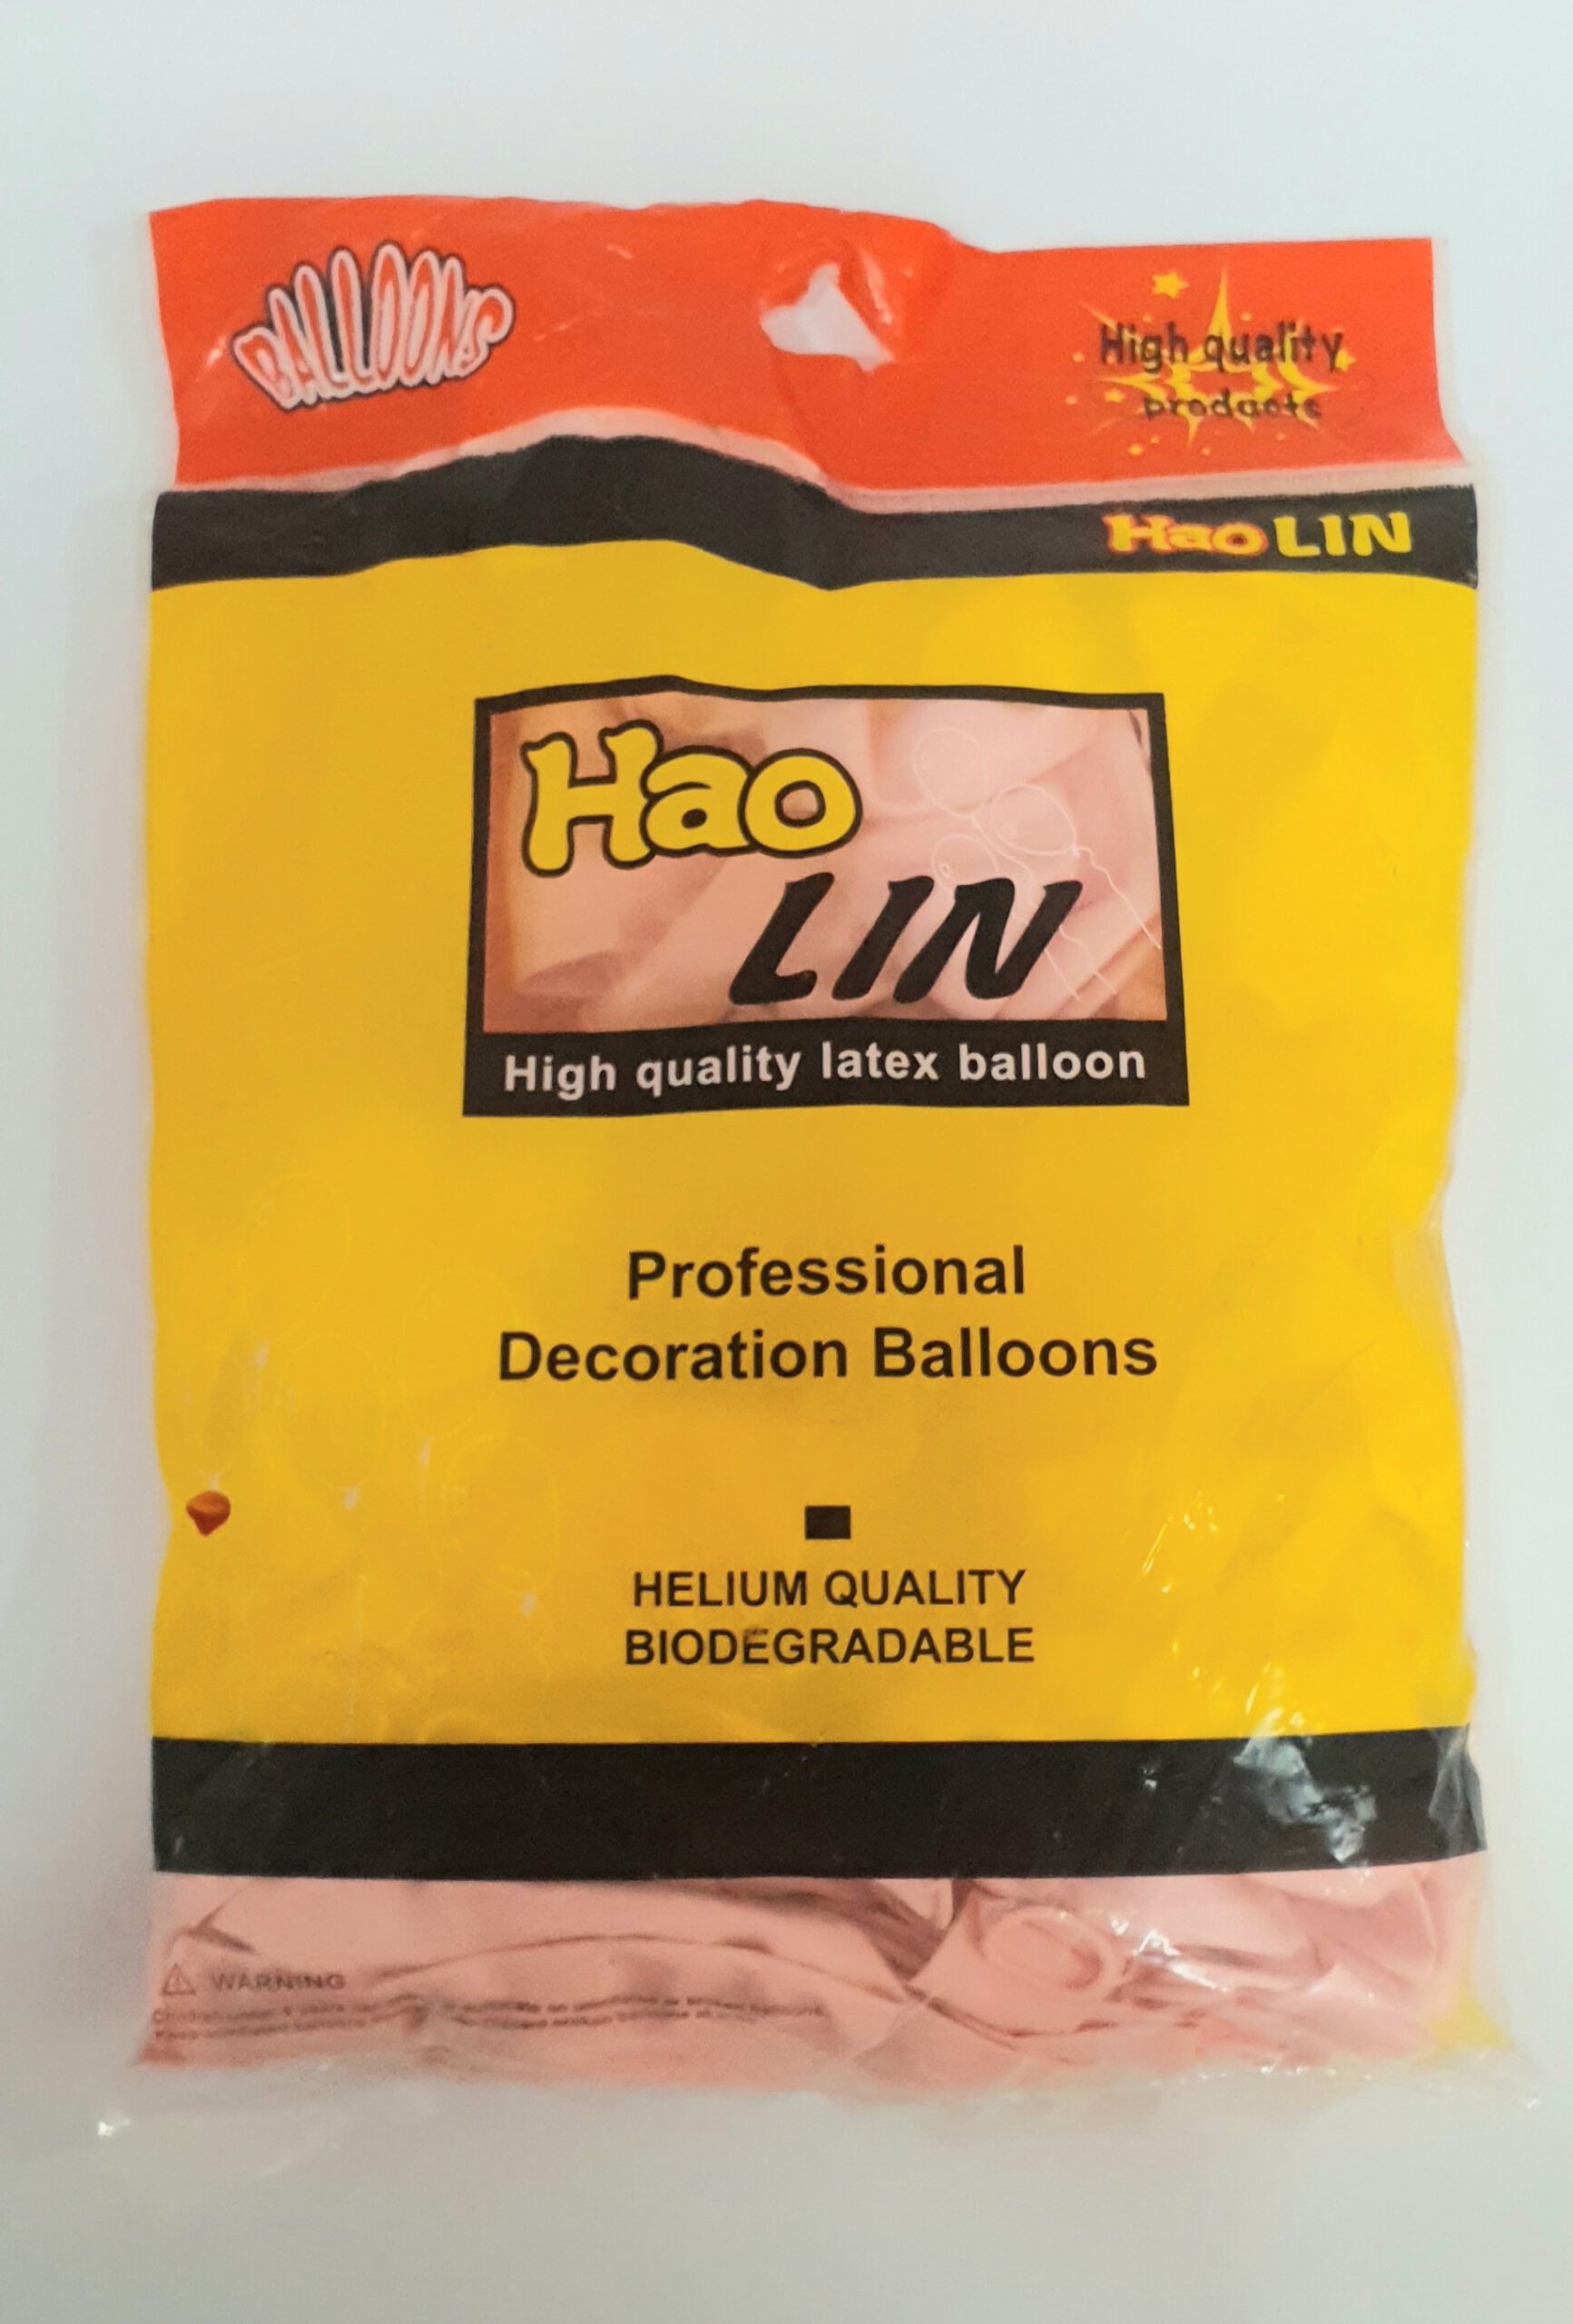 BALLOONS
High quality
products
Hao LIN
Hao
LIN
High quality latex balloon
Professional
Decoration Balloons
HELIUM QUALITY
BIODEGRADABLE
WARNING